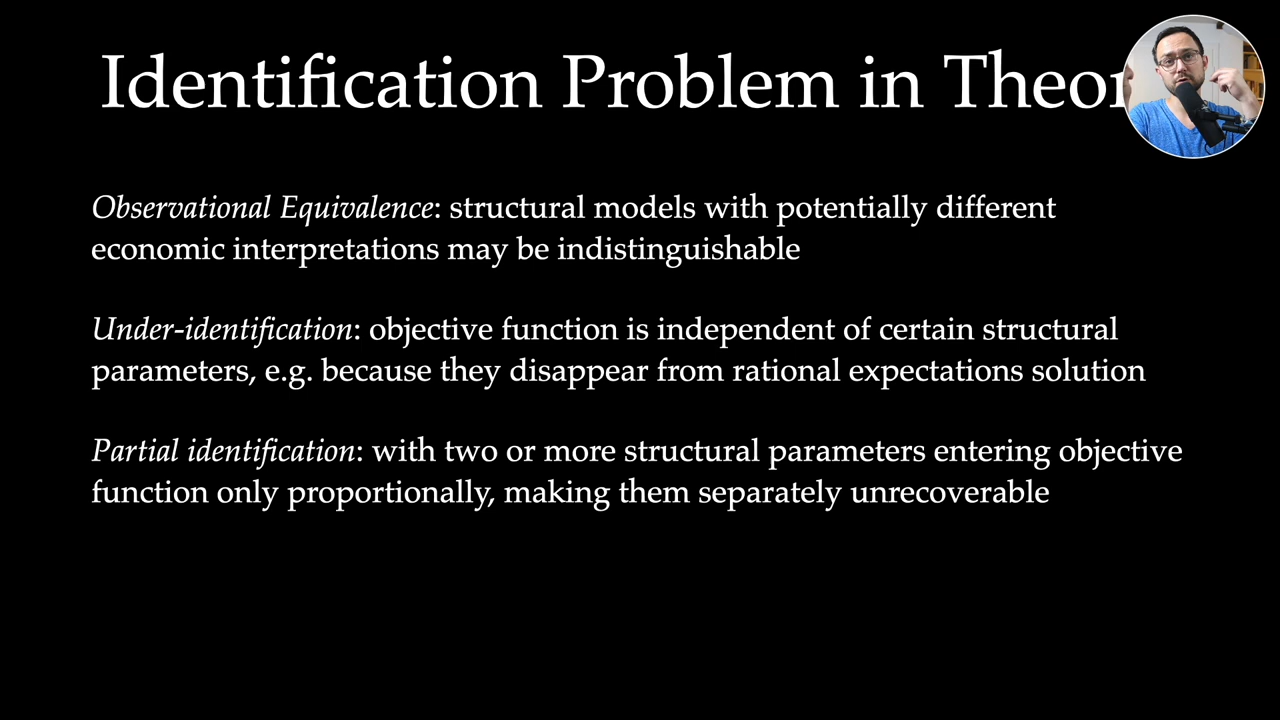 Identification Problem in Theor
Observational Equivalence: structural models with potentially different
economic interpretations may be indistinguishable
Under-identification: objective function is independent of certain structural
parameters, e.g. because they disappear from rational expectations solution
Partial identification: with two or more structural parameters entering objective
function only proportionally, making them separately unrecoverable